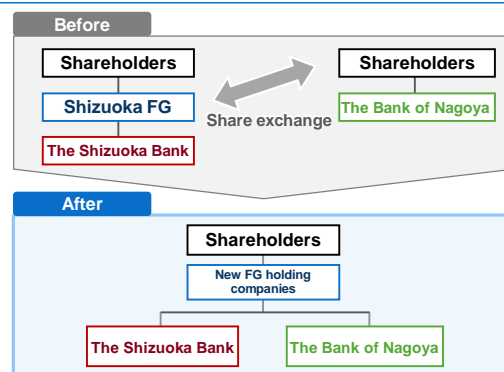 Before
Shareholders
Shareholders
Shizuoka FG
The Bank of Nagoya
Share exchange
The Shizuoka Bank
After
Shareholders
New FG holding
companies
The Shizuoka Bank
The Bank of Nagoya